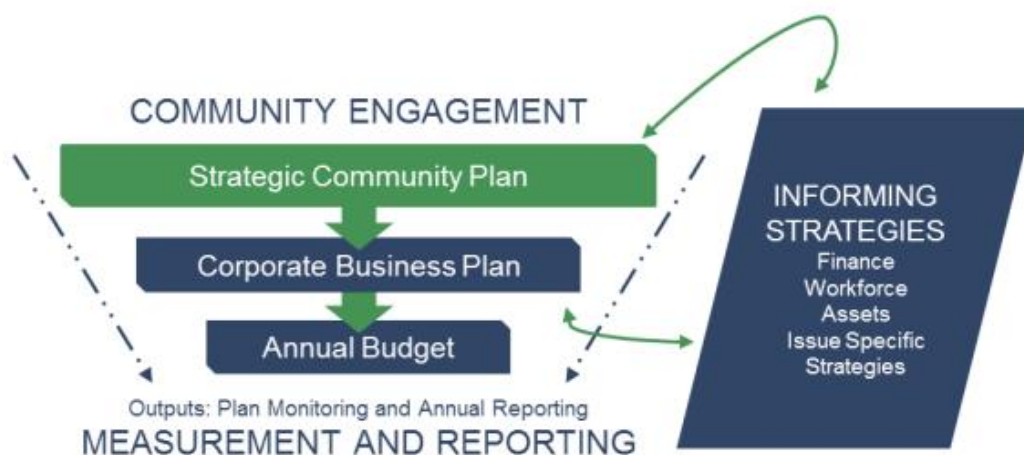 COMMUNITY ENGAGEMENT
Strategic Community Plan
Corporate Business Plan
Annual Budget
Outputs: Plan Monitoring and Annual Reporting
MEASUREMENT AND REPORTING
INFORMING
STRATEGIES
Finance
Workforce
Assets
Issue Specific
Strategies